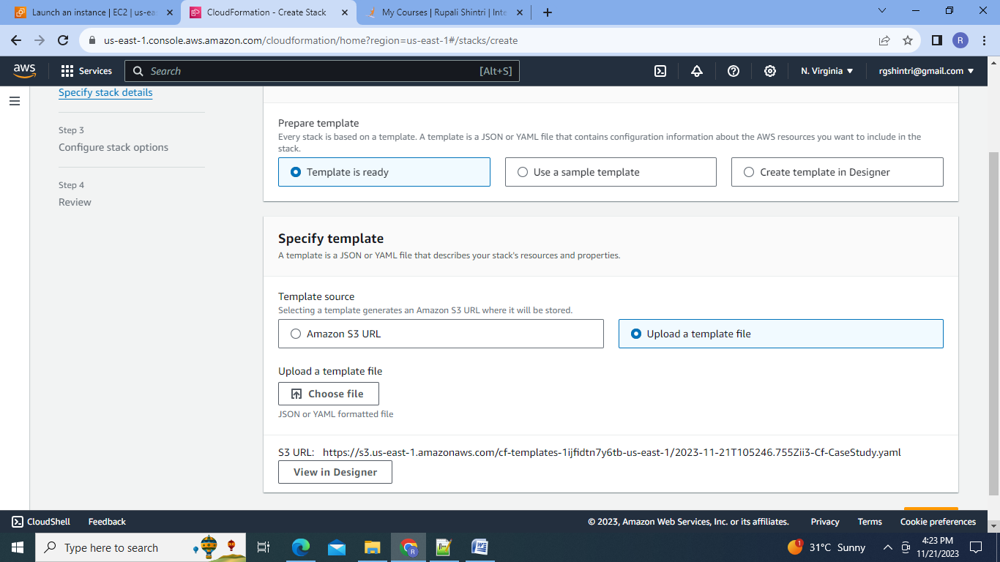 Launch an instance | EC2 | us-ea
CloudFormation - Create Stack
My Courses | Rupali Shintri | Inte
us-east-1.console.aws.amazon.com/cloudformation/home?region=us-east-1#/stacks/create
R
aws
Services
Search
[Alt+S]
N. Virginia
rgshintri@gmail.com
Specify stack details
Step 3
Configure stack options
Step 4
Review
Prepare template
Every stack is based on a template. A template is a JSON or YAML file that contains configuration information about the AWS resources you want to include in the
stack.
Template is ready
Use a sample template
Create template in Designer
Specify template
A template is a JSON or YAML file that describes your stack's resources and properties.
Template source
Selecting a template generates an Amazon S3 URL where it will be stored.
Amazon S3 URL
Upload a template file
Upload a template file
Choose file
JSON or YAML formatted file
S3 URL: https://s3.us-east-1.amazonaws.com/cf-templates-1ijfidtn7y6tb-us-east-1/2023-11-21T105246.755Zii3-Cf-CaseStudy.yaml
View in Designer
CloudShell
Feedback
© 2023, Amazon Web Services, Inc. or its affiliates.
Privacy
Terms
Cookie preferences
Type here to search
1
31°C Sunny
4:23 PM
11/21/2023